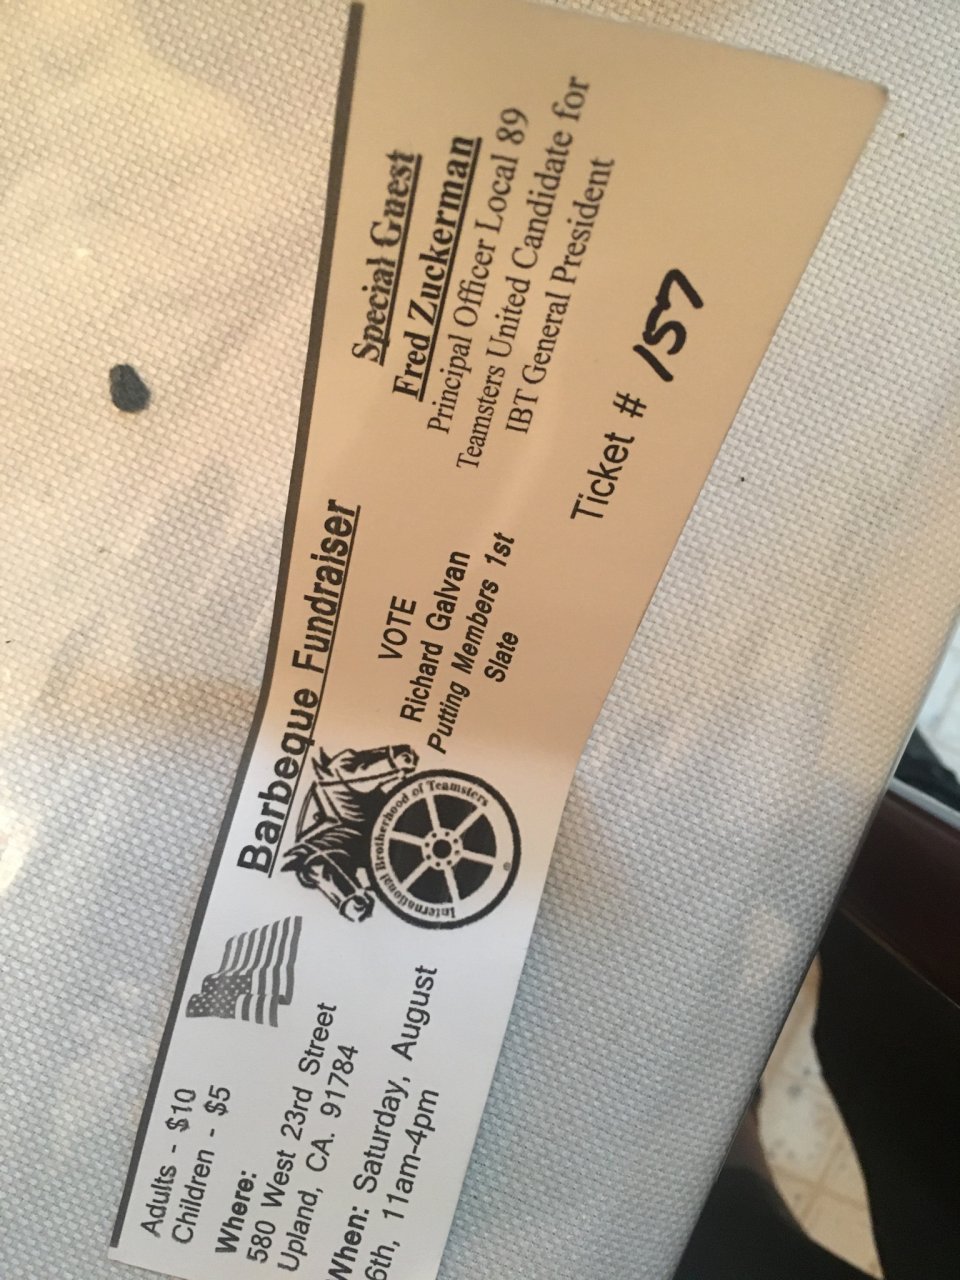 Adults - $10
Children - $5
Where:
580 West 23rd Street
Upland, CA. 91784
When: Saturday, August
6th, 11am-4pm
Barbeque Fundraiser
International Brotherhood of Teamsters
®
VOTE
Richard Galvan
Putting Members 1st
Slate
Special Guest
Fred Zuckerman
Principal Officer Local 89
Teamsters United Candidate for
IBT General President
Ticket # 157